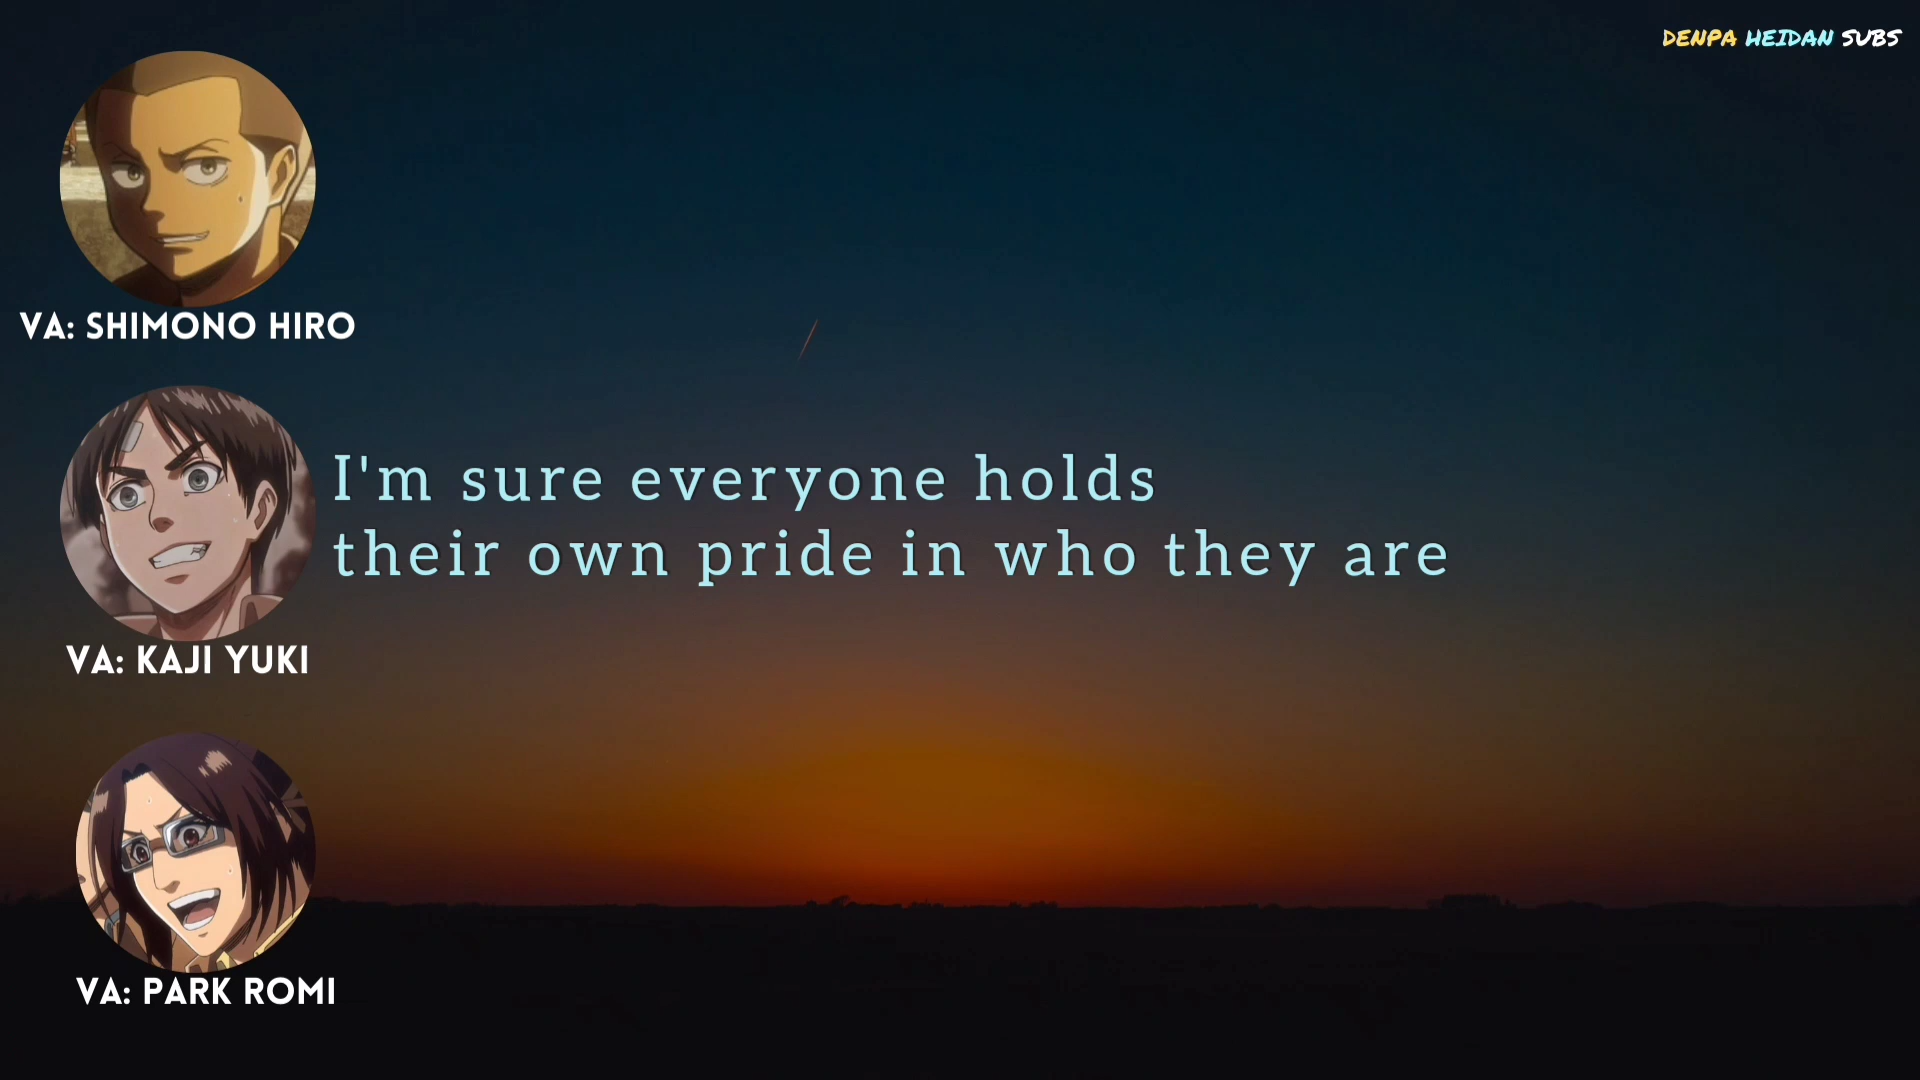 DENPA HEIDAN SUBS
VA: SHIMONO HIRO
I'm sure everyone holds
their own pride in who they are
VA: KAJI YUKI
VA: PARK ROMI